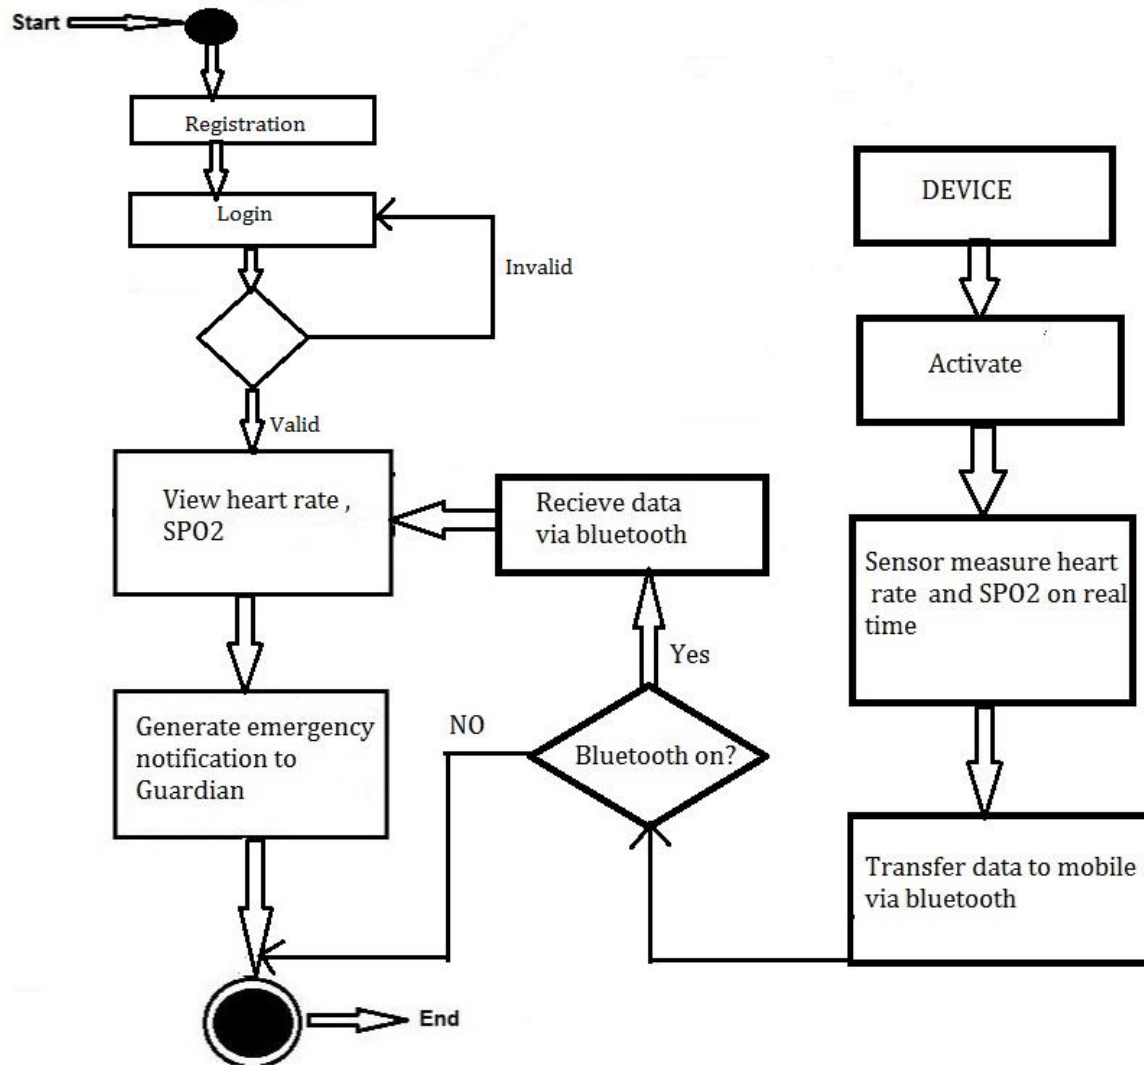 Start
Registration
Login
Invalid
Valid
View heart rate ,
SPO2
Generate emergency
notification to
Guardian
End
Recieve data
via bluetooth
Yes
NO
Bluetooth on?
DEVICE
Activate
Sensor measure heart
rate and SPO2 on real
time
Transfer data to mobile
via bluetooth